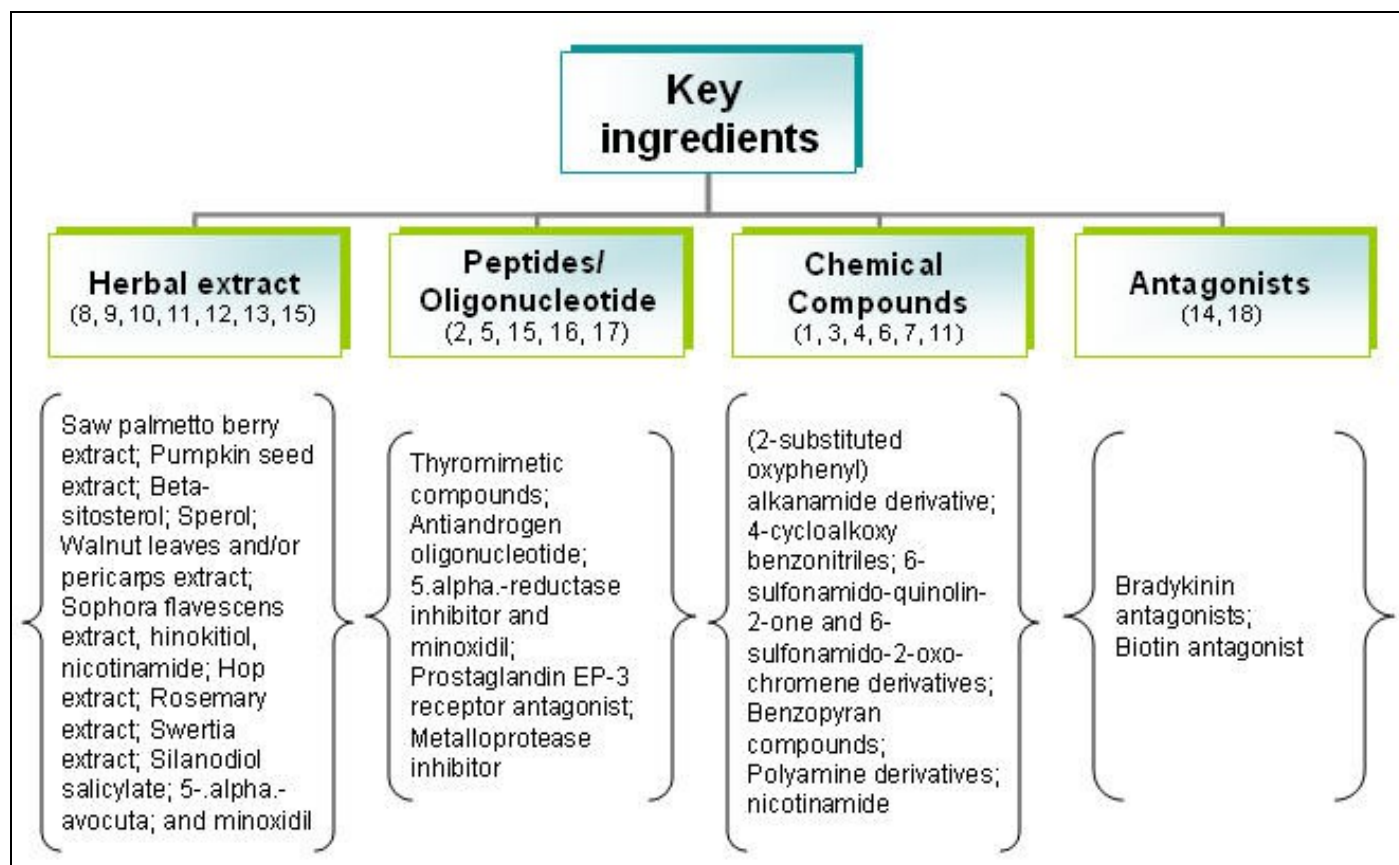 Key
ingredients
Herbal extract
(8, 9, 10, 11, 12, 13, 15)
Peptides/
Oligonucleotide
(2, 5, 15, 16, 17)
Chemical
Compounds
(1, 3, 4, 6, 7, 11)
Antagonists
(14, 18)
Saw palmetto berry
extract; Pumpkin seed
extract; Beta-
sitosterol; Sperol;
Walnut leaves and/or
pericarps extract;
Sophora flavescens
extract, hinokitiol,
nicotinamide; Hop
extract; Rosemary
extract; Swertia
extract; Silanodiol
salicylate; 5-.alpha.-
avocuta; and minoxidil
Thyromimetic
compounds;
Antiandrogen
oligonucleotide;
5.alpha.-reductase
inhibitor and
minoxidil;
Prostaglandin EP-3
receptor antagonist;
Metalloprotease
inhibitor
(2-substituted
oxyphenyl)
alkanamide derivative;
4-cycloalkoxy
benzonitriles; 6-
sulfonamido-quinolin-
2-one and 6-
sulfonamido-2-oxo-
chromene derivatives;
Benzopyran
compounds;
Polyamine derivatives;
nicotinamide
Bradykinin
antagonists;
Biotin antagonist